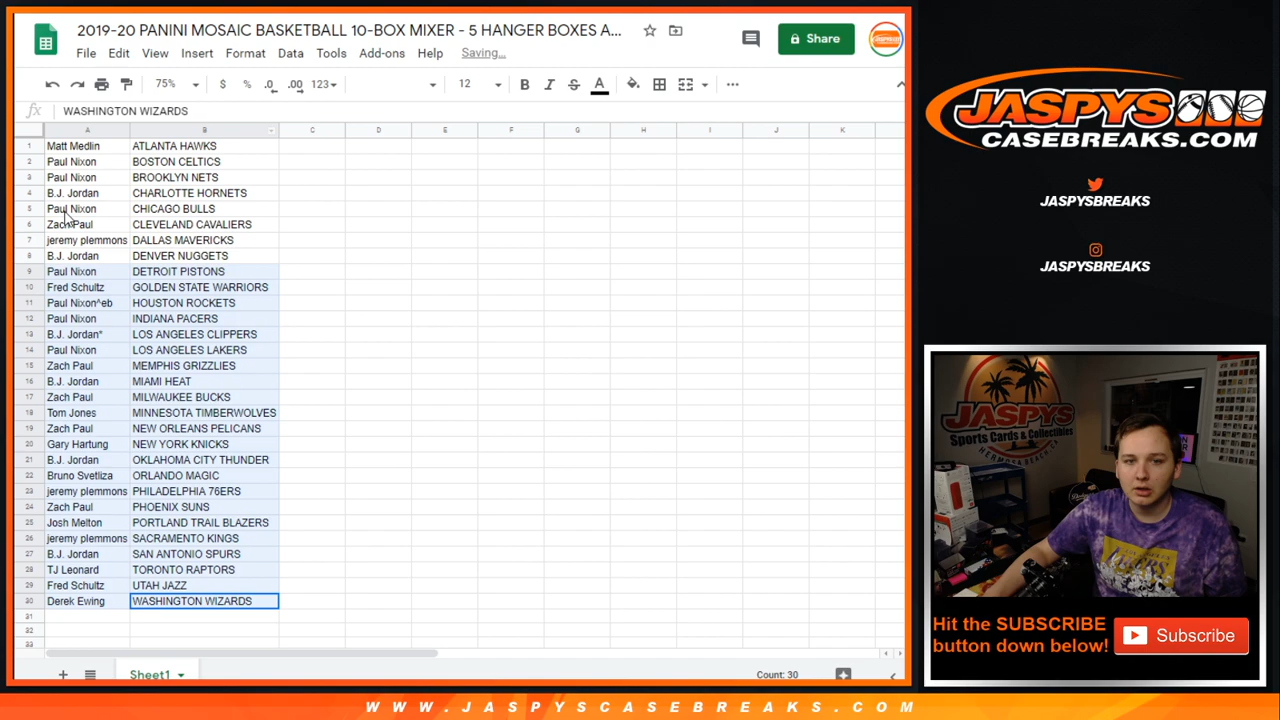 2019-20 PANINI MOSAIC BASKETBALL 10-BOX MIXER - 5 HANGER BOXES A...
Share
File Edit View Insert Format Data Tools Add-ons Help Saving...
75% $ % .0 .00 123 12 B I S A
fx WASHINGTON WIZARDS
A B C D E F G H I J K
1 Matt Medlin ATLANTA HAWKS
2 Paul Nixon BOSTON CELTICS
3 Paul Nixon BROOKLYN NETS
4 B.J. Jordan CHARLOTTE HORNETS
5 Paul Nixon CHICAGO BULLS
6 Zach Paul CLEVELAND CAVALIERS
7 jeremy plemmons DALLAS MAVERICKS
8 B.J. Jordan DENVER NUGGETS
9 Paul Nixon DETROIT PISTONS
10 Fred Schultz GOLDEN STATE WARRIORS
11 Paul Nixon^eb HOUSTON ROCKETS
12 Paul Nixon INDIANA PACERS
13 B.J. Jordan* LOS ANGELES CLIPPERS
14 Paul Nixon LOS ANGELES LAKERS
15 Zach Paul MEMPHIS GRIZZLIES
16 B.J. Jordan MIAMI HEAT
17 Zach Paul MILWAUKEE BUCKS
18 Tom Jones MINNESOTA TIMBERWOLVES
19 Zach Paul NEW ORLEANS PELICANS
20 Gary Hartung NEW YORK KNICKS
21 B.J. Jordan OKLAHOMA CITY THUNDER
22 Bruno Svetliza ORLANDO MAGIC
23 jeremy plemmons PHILADELPHIA 76ERS
24 Zach Paul PHOENIX SUNS
25 Josh Melton PORTLAND TRAIL BLAZERS
26 jeremy plemmons SACRAMENTO KINGS
27 B.J. Jordan SAN ANTONIO SPURS
28 TJ Leonard TORONTO RAPTORS
29 Fred Schultz UTAH JAZZ
30 Derek Ewing WASHINGTON WIZARDS
31
32
33
Sheet1
Count: 30
JASPYS
CASEBREAKS.COM
JASPYSBREAKS
JASPYSBREAKS
JASPYS
Sports Cards & Collectibles
HERMOSA BEACH, CA
Hit the SUBSCRIBE
button down below!
Subscribe
WWW.JASPYSCASEBREAKS.COM